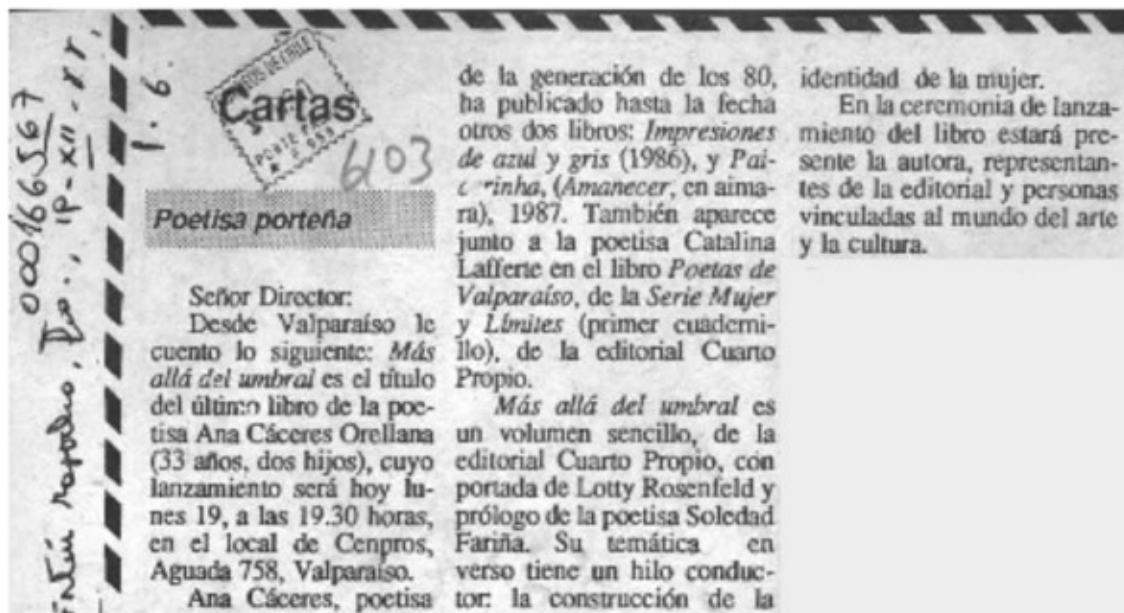 0001665567
p. 6.
Cartas
603
Poetisa porteña
Señor Director:
Desde Valparaíso le
cuento lo siguiente: Más
allá del umbral es el título
del último libro de la poe-
tisa Ana Cáceres Orellana
(33 años, dos hijos), cuyo
lanzamiento será hoy lu-
nes 19, a las 19.30 horas,
en el local de Cenpros,
Aguada 758, Valparaíso.
Ana Cáceres, poetisa
de la generación de los 80,
ha publicado hasta la fecha
otros dos libros: Impresiones
de azul y gris (1986), y
(Amanecer, en aima-
ra), 1987. También aparece
junto a la poetisa Catalina
Lafferte en el libro Poetas de
Valparaíso, de la Serie Mujer
y Límites (primer cuaderni-
llo), de la editorial Cuarto
Propio.
Más allá del umbral es
un volumen sencillo, de la
editorial Cuarto Propio, con
portada de Lotty Rosenfeld y
prólogo de la poetisa Soledad
Fariña. Su temática en
verso tiene un hilo conduc-
tor: la construcción de la
identidad de la mujer.
En la ceremonia de lanza-
miento del libro estará pre-
sente la autora, representan-
tes de la editorial y personas
vinculadas al mundo del arte
y la cultura.